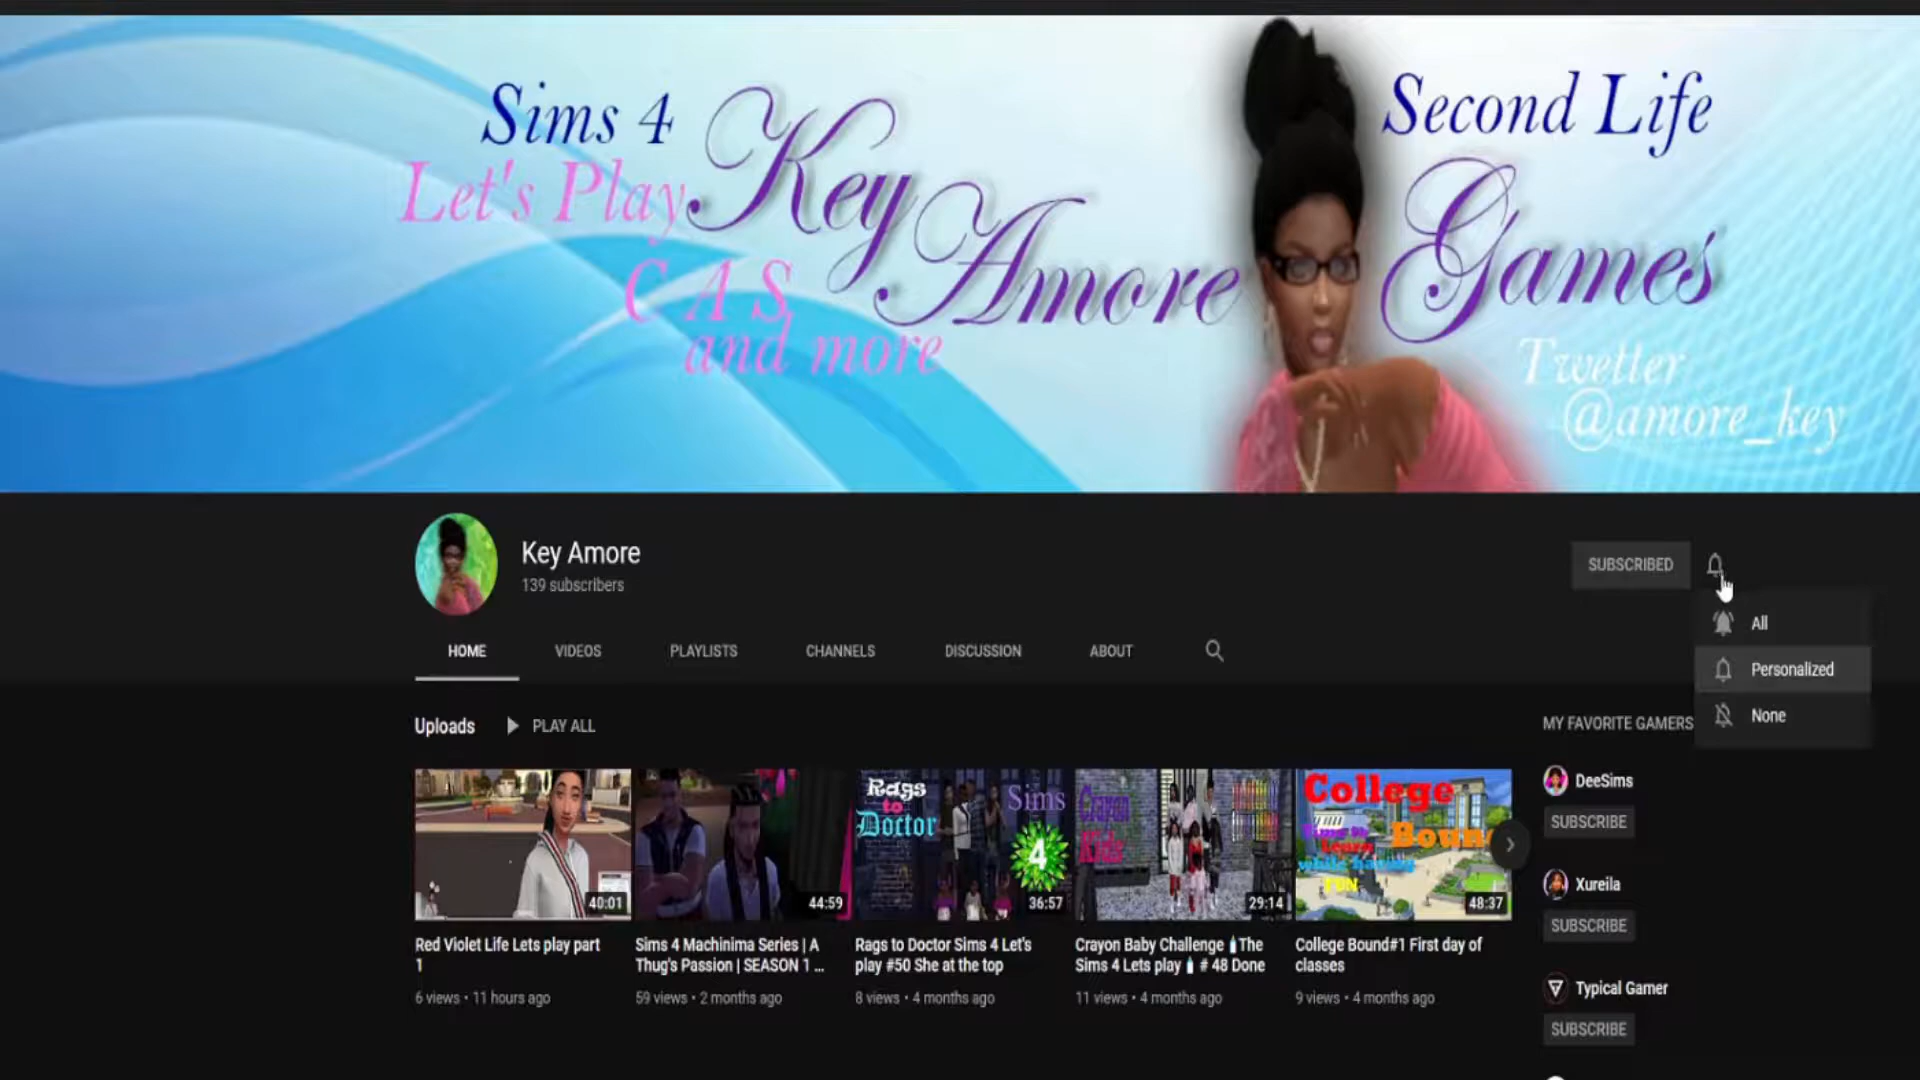 Sims 4
Let's Play
Key Amore
C A S
and more
Second Life
Games
Twetter
@amore_key
Key Amore
139 subscribers
SUBSCRIBED
All
Personalized
None
HOME
VIDEOS
PLAYLISTS
CHANNELS
DISCUSSION
ABOUT
Uploads
PLAY ALL
MY FAVORITE GAMERS
40:01
44:59
Rags
to
Doctor
Sims
4
36:57
Crayon
Kids
29:14
College
Boun
Learn
while having
FUN
48:37
Red Violet Life Lets play part
1
6 views • 11 hours ago
Sims 4 Machinima Series | A
Thug's Passion | SEASON 1 ...
59 views • 2 months ago
Rags to Doctor Sims 4 Let's
play #50 She at the top
8 views • 4 months ago
Crayon Baby Challenge 🍼The
Sims 4 Lets play 🍼 # 48 Done
11 views • 4 months ago
College Bound#1 First day of
classes
9 views • 4 months ago
DeeSims
SUBSCRIBE
Xureila
SUBSCRIBE
Typical Gamer
SUBSCRIBE